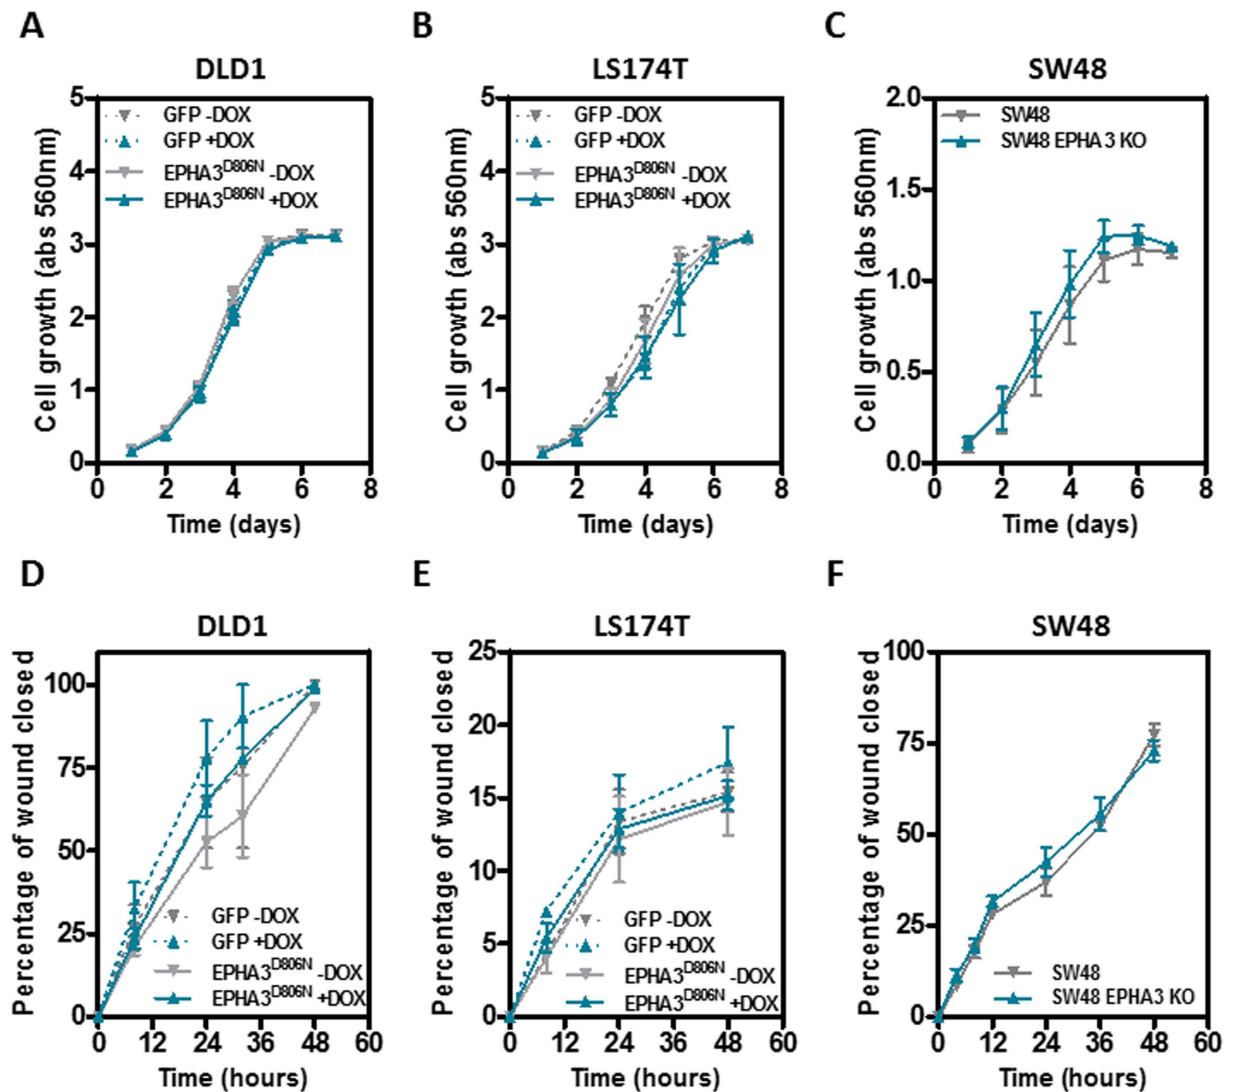 A
DLD1
Cell growth (abs 560nm)
5
4
3
2
1
0
GFP -DOX
GFP +DOX
EPHA3D806N -DOX
EPHA3D806N +DOX
0 2 4 6 8
Time (days)
B
LS174T
Cell growth (abs 560nm)
5
4
3
2
1
0
GFP -DOX
GFP +DOX
EPHA3D806N -DOX
EPHA3D806N +DOX
0 2 4 6 8
Time (days)
C
SW48
Cell growth (abs 560nm)
2.0
1.5
1.0
0.5
0.0
SW48
SW48 EPHA3 KO
0 2 4 6 8
Time (days)
D
DLD1
Percentage of wound closed
100
75
50
25
0
GFP -DOX
GFP +DOX
EPHA3D806N -DOX
EPHA3D806N +DOX
0 12 24 36 48 60
Time (hours)
E
LS174T
Percentage of wound closed
25
20
15
10
5
0
GFP -DOX
GFP +DOX
EPHA3D806N -DOX
EPHA3D806N +DOX
0 12 24 36 48 60
Time (hours)
F
SW48
Percentage of wound closed
100
75
50
25
0
SW48
SW48 EPHA3 KO
0 12 24 36 48 60
Time (hours)